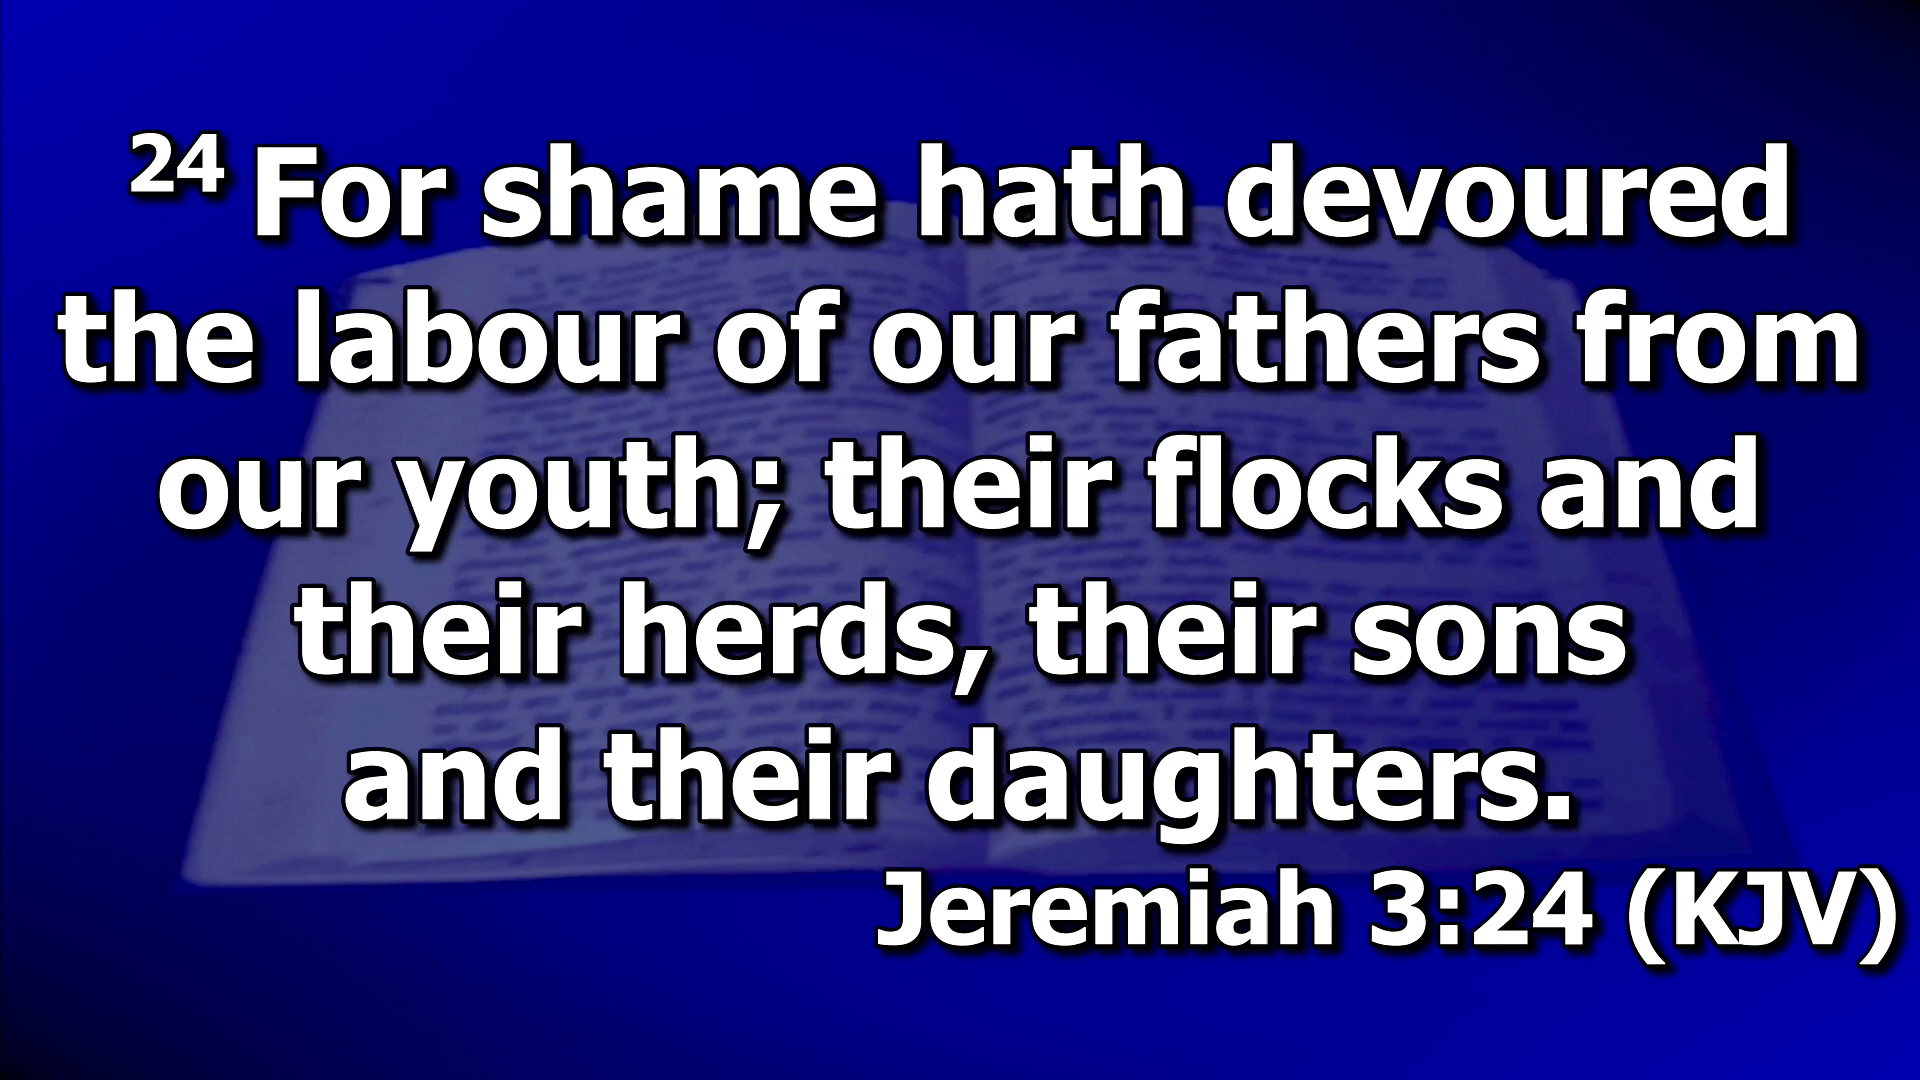 24 For shame hath devoured
the labour of our fathers from
our youth; their flocks and
their herds, their sons
and their daughters.
Jeremiah 3:24 (KJV)